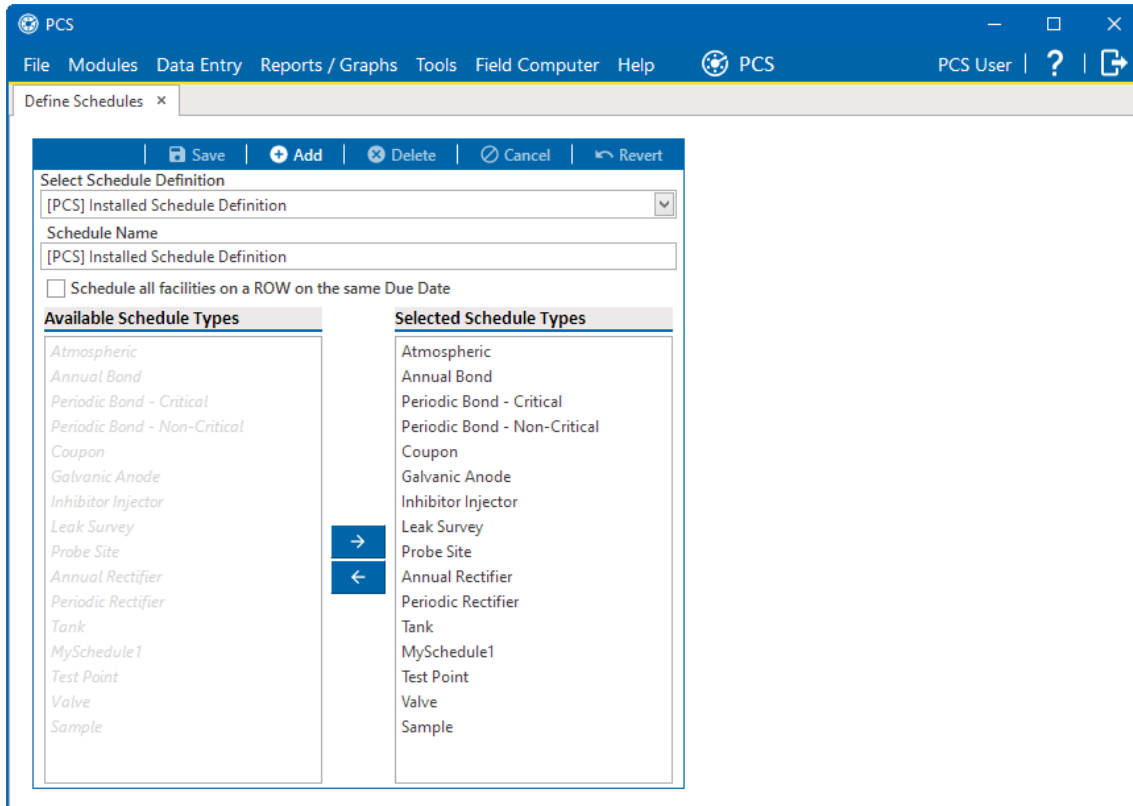 PCS
File Modules Data Entry Reports / Graphs Tools Field Computer Help PCS PCS User | ? |
Define Schedules ×
Save | Add | Delete | Cancel | Revert
Select Schedule Definition
[PCS] Installed Schedule Definition
Schedule Name
[PCS] Installed Schedule Definition
Schedule all facilities on a ROW on the same Due Date
Available Schedule Types
Atmospheric
Annual Bond
Periodic Bond - Critical
Periodic Bond - Non-Critical
Coupon
Galvanic Anode
Inhibitor Injector
Leak Survey
Probe Site
Annual Rectifier
Periodic Rectifier
Tank
MySchedule1
Test Point
Valve
Sample
Selected Schedule Types
Atmospheric
Annual Bond
Periodic Bond - Critical
Periodic Bond - Non-Critical
Coupon
Galvanic Anode
Inhibitor Injector
Leak Survey
Probe Site
Annual Rectifier
Periodic Rectifier
Tank
MySchedule1
Test Point
Valve
Sample